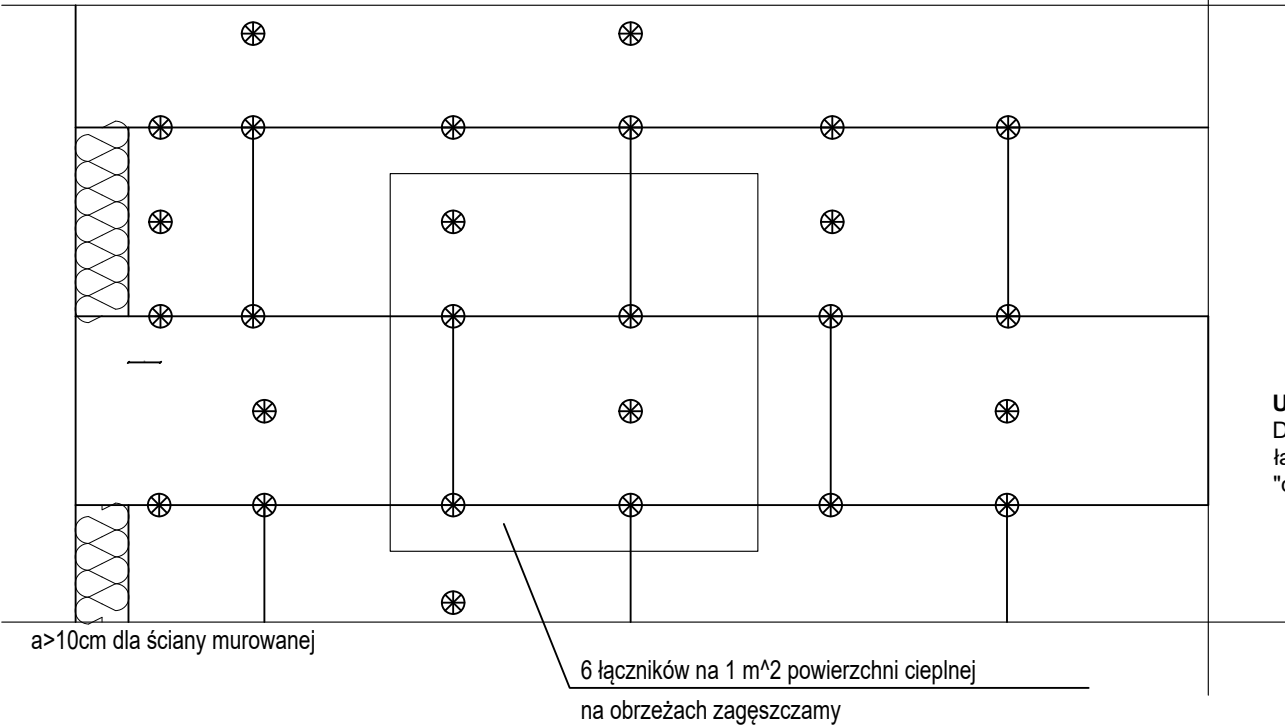 a>10cm dla ściany murowanej
6 łączników na 1 m^2 powierzchni cieplnej
na obrzeżach zagęszczamy